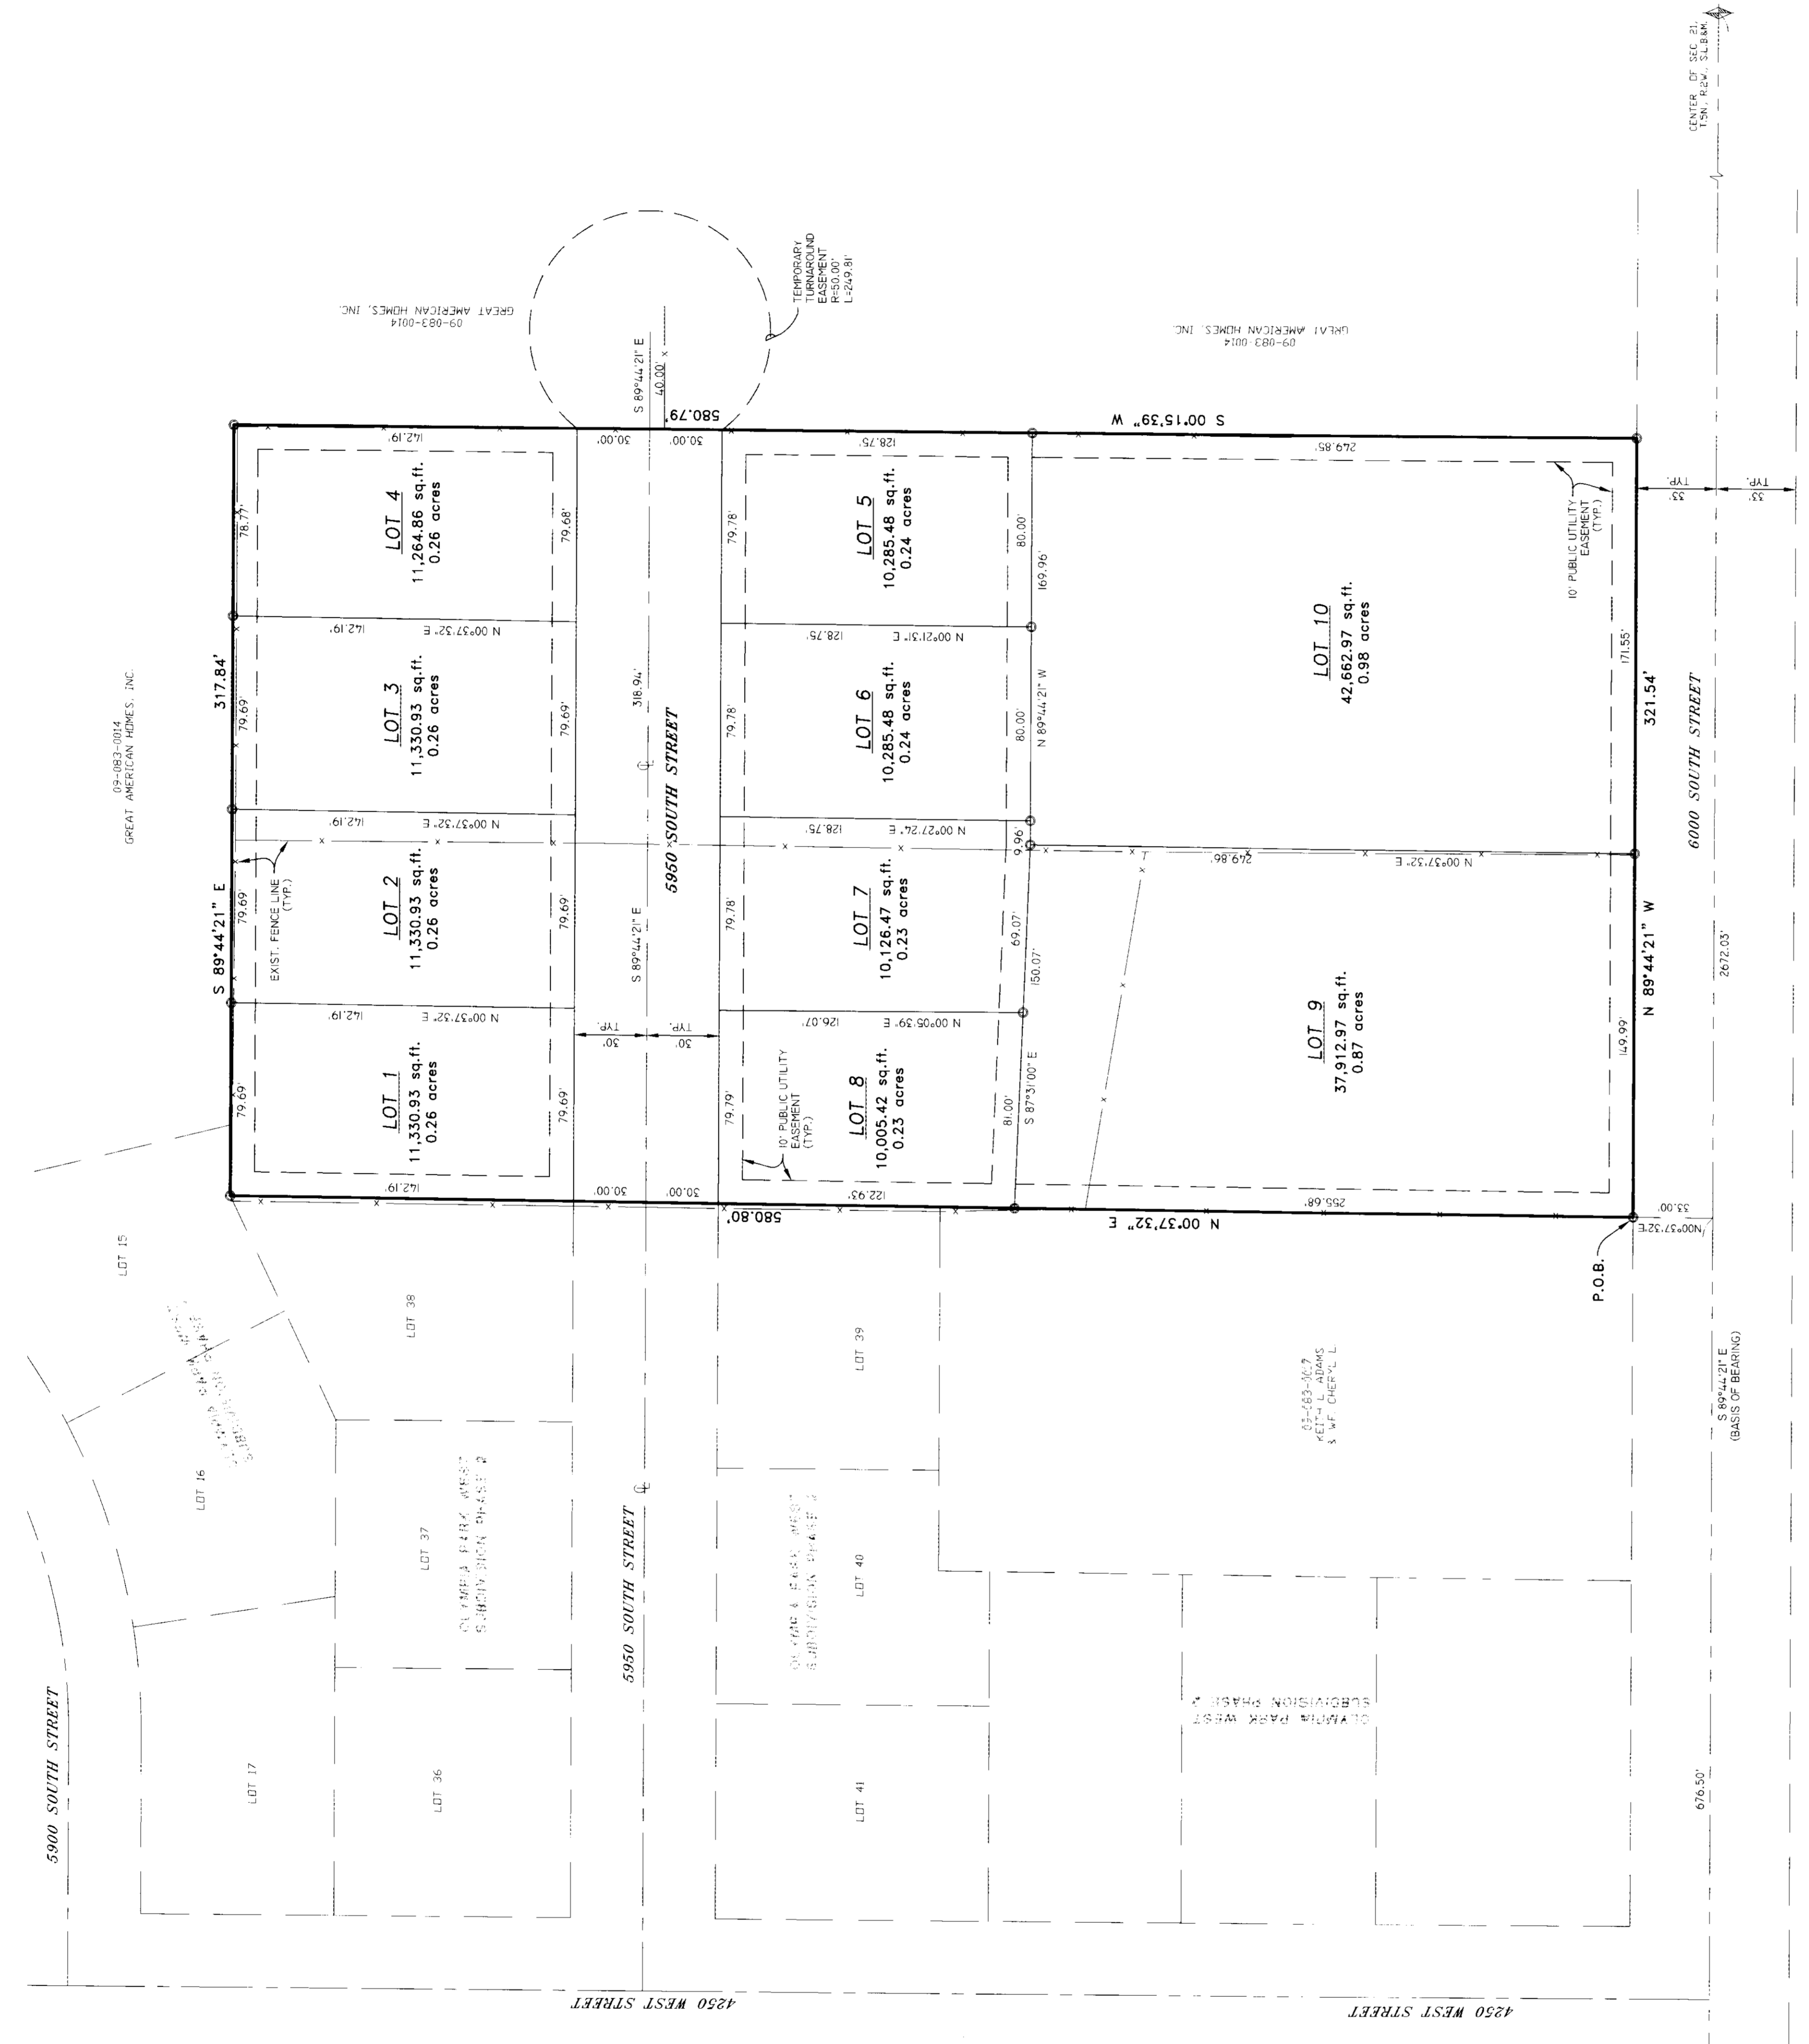 CENTER OF SEC. 21,
T.5N., R.2W., S.L.B.&M.
09-083-0014
GREAT AMERICAN HOMES, INC.
09-083-0014
GREAT AMERICAN HOMES, INC.
09-083-0014
GREAT AMERICAN HOMES, INC.
TEMPORARY
TURNAROUND
EASEMENT
R=50.00'
L=249.81'
S 89°44'21" E
40.00'
S 89°44'21" E
317.84'
79.69'
79.69'
79.69'
78.77'
EXIST. FENCE LINE
(TYP.)
LOT 1
11,330.93 sq.ft.
0.26 acres
LOT 2
11,330.93 sq.ft.
0.26 acres
LOT 3
11,330.93 sq.ft.
0.26 acres
LOT 4
11,264.86 sq.ft.
0.26 acres
142.19'
142.19'
N 00°37'32" E
142.19'
N 00°37'32" E
142.19'
N 00°37'32" E
142.19'
79.69'
79.69'
79.69'
79.68'
30.00'
30.00'
30'
TYP.
30'
TYP.
S 89°44'21" E
318.94'
5950 SOUTH STREET
30.00'
30.00'
580.79'
S 00°15'39" W
580.80'
N 00°37'32" E
79.79'
79.78'
79.78'
79.78'
10' PUBLIC UTILITY
EASEMENT
(TYP.)
LOT 8
10,005.42 sq.ft.
0.23 acres
LOT 7
10,126.47 sq.ft.
0.23 acres
LOT 6
10,285.48 sq.ft.
0.24 acres
LOT 5
10,285.48 sq.ft.
0.24 acres
122.93'
126.07'
N 00°05'39" E
128.75'
N 00°27'24" E
128.75'
N 00°21'31" E
128.75'
81.00'
69.07'
9.96'
80.00'
80.00'
S 87°31'00" E
150.07'
N 89°44'21" W
169.96'
LOT 9
37,912.97 sq.ft.
0.87 acres
LOT 10
42,662.97 sq.ft.
0.98 acres
255.68'
249.86'
N 00°37'32" E
249.85'
10' PUBLIC UTILITY
EASEMENT
(TYP.)
149.99'
171.55'
N 89°44'21" W
321.54'
P.O.B.
33.00'
N00°37'32"E
33'
TYP.
33'
TYP.
6000 SOUTH STREET
2672.03'
S 89°44'21" E
(BASIS OF BEARING)
676.50'
LOT 15
LOT 16
LOT 17
LOT 38
LOT 37
LOT 36
OLYMPIA PARK WEST
SUBDIVISION PHASE 2
5900 SOUTH STREET
5950 SOUTH STREET
LOT 39
LOT 40
LOT 41
OLYMPIA PARK WEST
SUBDIVISION PHASE 2
KEITH L. ADAMS
& WF. CHERYL L.
OLYMPIA PARK WEST
SUBDIVISION PHASE 2
4250 WEST STREET
4250 WEST STREET